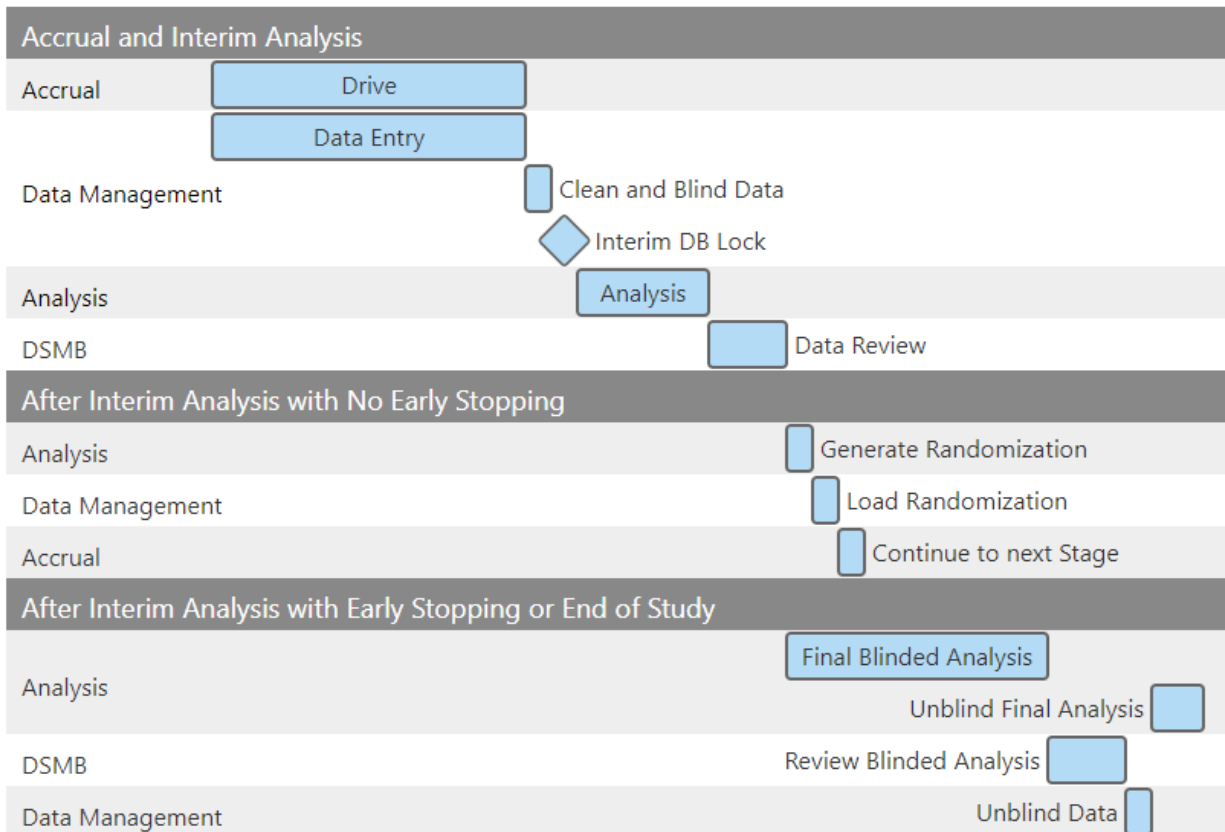 Accrual and Interim Analysis
Accrual
Drive
Data Entry
Data Management
Clean and Blind Data
Interim DB Lock
Analysis
Analysis
DSMB
Data Review
After Interim Analysis with No Early Stopping
Analysis
Generate Randomization
Data Management
Load Randomization
Accrual
Continue to next Stage
After Interim Analysis with Early Stopping or End of Study
Final Blinded Analysis
Analysis
Unblind Final Analysis
DSMB
Review Blinded Analysis
Data Management
Unblind Data